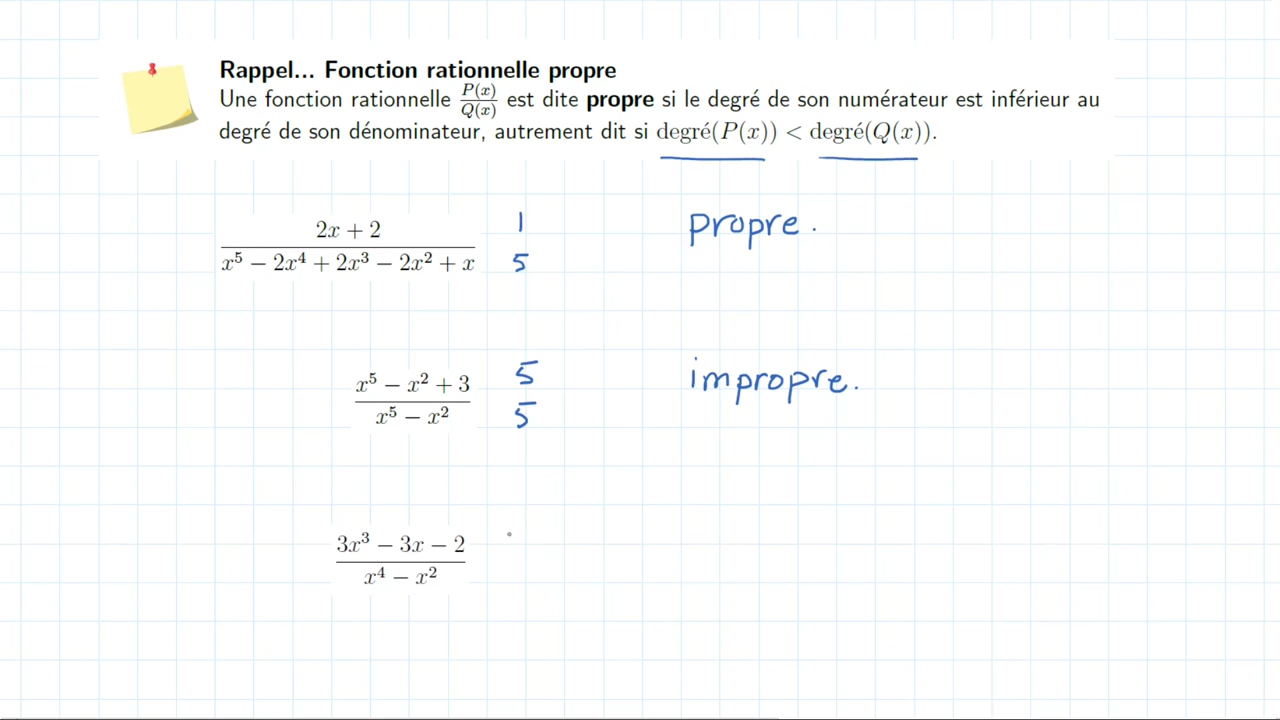 Rappel... Fonction rationnelle propre
Une fonction rationnelle P(x)/Q(x) est dite propre si le degré de son numérateur est inférieur au
degré de son dénominateur, autrement dit si degré(P(x)) < degré(Q(x)).
2x + 2 1 propre.
x⁵ − 2x⁴ + 2x³ − 2x² + x 5
x⁵ − x² + 3 5 impropre.
x⁵ − x² 5
3x³ − 3x − 2
x⁴ − x²